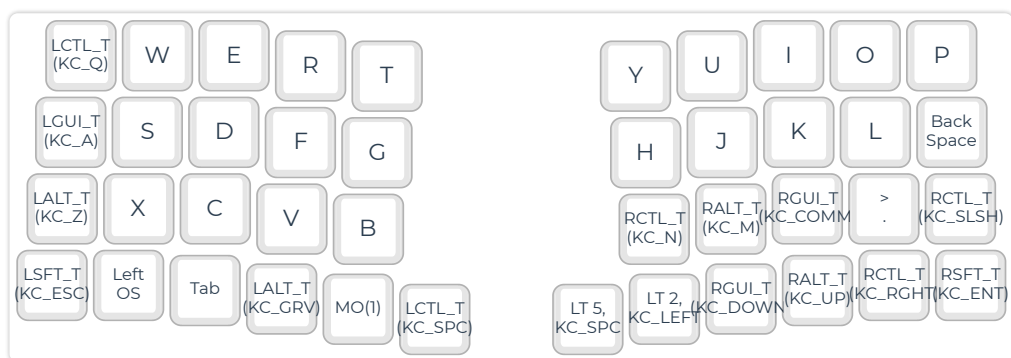 LCTL_T
(KC_Q)
W
E
R
T
Y
U
I
O
P
LGUI_T
(KC_A)
S
D
F
G
H
J
K
L
Back
Space
LALT_T
(KC_Z)
X
C
V
B
RCTL_T
(KC_N)
RALT_T
(KC_M)
RGUI_T
(KC_COMM
>
.
RCTL_T
(KC_SLSH)
LSFT_T
(KC_ESC)
Left
OS
Tab
LALT_T
(KC_GRV)
MO(1)
LCTL_T
(KC_SPC)
LT 5,
KC_SPC
LT 2,
KC_LEFT
RGUI_T
(KC_DOWN
RALT_T
(KC_UP)
RCTL_T
(KC_RGHT)
RSFT_T
(KC_ENT)